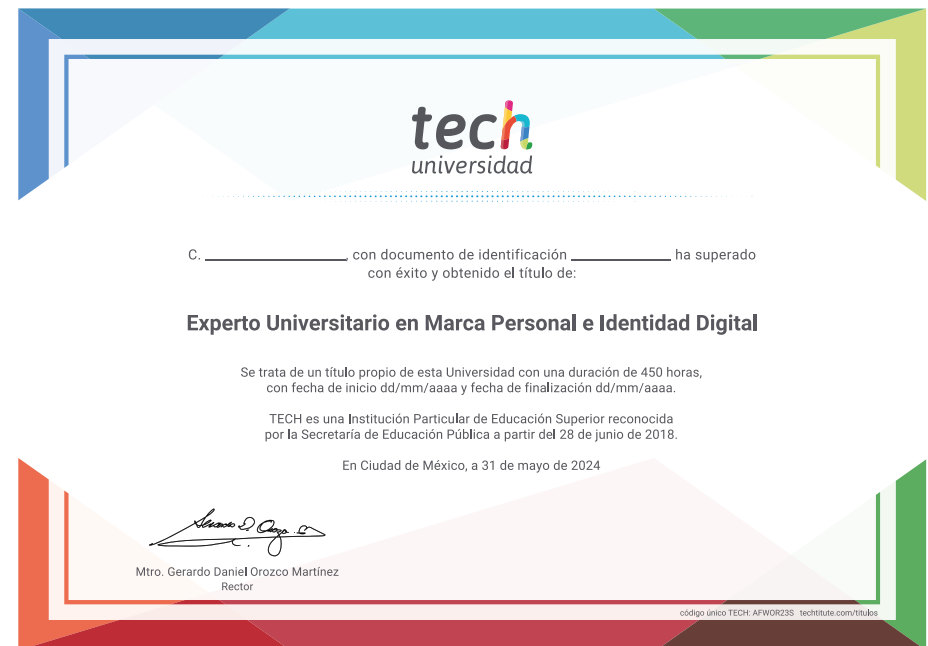 tech
universidad
C. ____________, con documento de identificación ____________ ha superado
con éxito y obtenido el título de:
Experto Universitario en Marca Personal e Identidad Digital
Se trata de un título propio de esta Universidad con una duración de 450 horas,
con fecha de inicio dd/mm/aaaa y fecha de finalización dd/mm/aaaa.
TECH es una Institución Particular de Educación Superior reconocida
por la Secretaría de Educación Pública a partir del 28 de junio de 2018.
En Ciudad de México, a 31 de mayo de 2024
Mtro. Gerardo Daniel Orozco Martínez
Rector
código único TECH: AFWOR23S techtitute.com/titulos